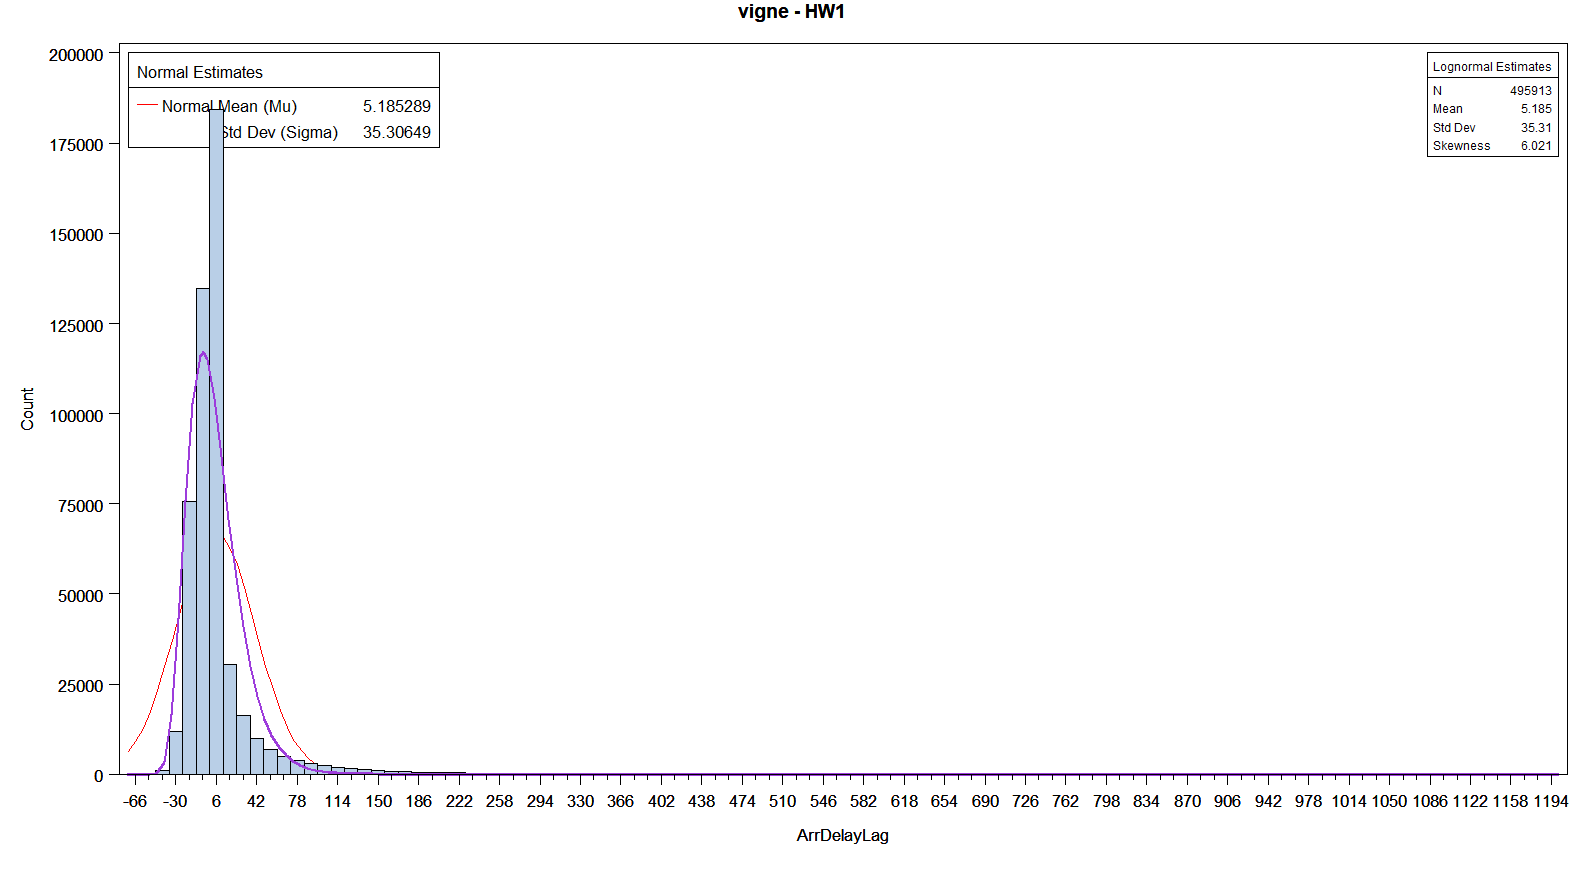 vigne - HW1
200000
175000
150000
125000
100000
75000
50000
25000
0
Count
Normal Estimates
Normal Mean (Mu) 5.185289
Std Dev (Sigma) 35.30649
Lognormal Estimates
N 495913
Mean 5.185
Std Dev 35.31
Skewness 6.021
-66 -30 6 42 78 114 150 186 222 258 294 330 366 402 438 474 510 546 582 618 654 690 726 762 798 834 870 906 942 978 1014 1050 1086 1122 1158 1194
ArrDelayLag